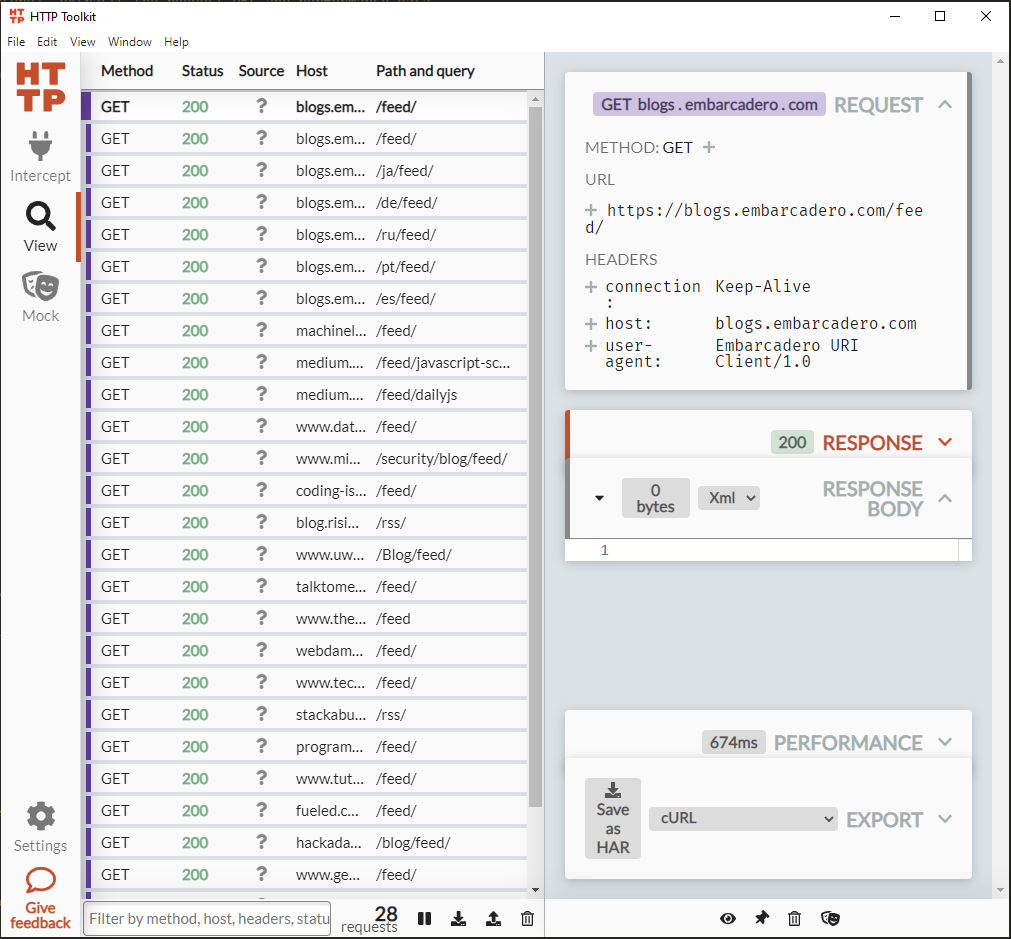 HTTP Toolkit
File Edit View Window Help
HT
TP
Intercept
View
Mock
Settings
Give
feedback
Method Status Source Host Path and query
GET 200 ? blogs.em... /feed/
GET 200 ? blogs.em... /feed/
GET 200 ? blogs.em... /ja/feed/
GET 200 ? blogs.em... /de/feed/
GET 200 ? blogs.em... /ru/feed/
GET 200 ? blogs.em... /pt/feed/
GET 200 ? blogs.em... /es/feed/
GET 200 ? machinel... /feed/
GET 200 ? medium.... /feed/javascript-sc...
GET 200 ? medium.... /feed/dailyjs
GET 200 ? www.dat... /feed/
GET 200 ? www.mi... /security/blog/feed/
GET 200 ? coding-is... /feed/
GET 200 ? blog.risi... /rss/
GET 200 ? www.uw... /Blog/feed/
GET 200 ? talktome... /feed/
GET 200 ? www.the... /feed
GET 200 ? webdam... /feed/
GET 200 ? www.tec... /feed/
GET 200 ? stackabu... /rss/
GET 200 ? program... /feed/
GET 200 ? www.tut... /feed/
GET 200 ? fueled.c... /feed/
GET 200 ? hackada... /blog/feed/
GET 200 ? www.ge... /feed/
Filter by method, host, headers, statu
28
requests
GET blogs.embarcadero.com REQUEST
METHOD: GET
URL
https://blogs.embarcadero.com/fee
d/
HEADERS
connection Keep-Alive
:
host: blogs.embarcadero.com
user- Embarcadero URI
agent: Client/1.0
200 RESPONSE
0
bytes
Xml
RESPONSE
BODY
1
674ms PERFORMANCE
Save
as
HAR
cURL
EXPORT